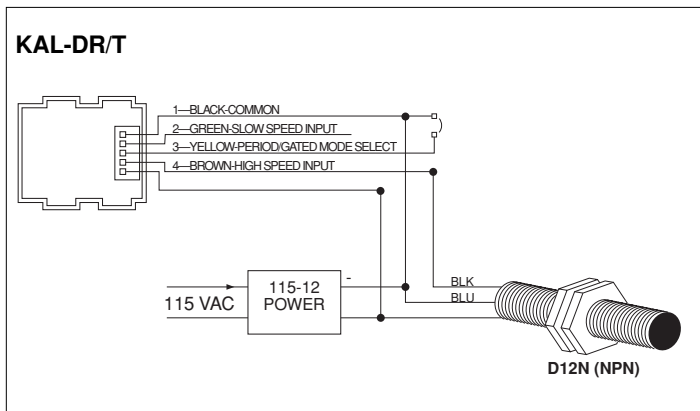 KAL-DR/T
1—BLACK-COMMON
2—GREEN-SLOW SPEED INPUT
3—YELLOW-PERIOD/GATED MODE SELECT
4—BROWN-HIGH SPEED INPUT
115 VAC
115-12
POWER
-
BLK
BLU
D12N (NPN)